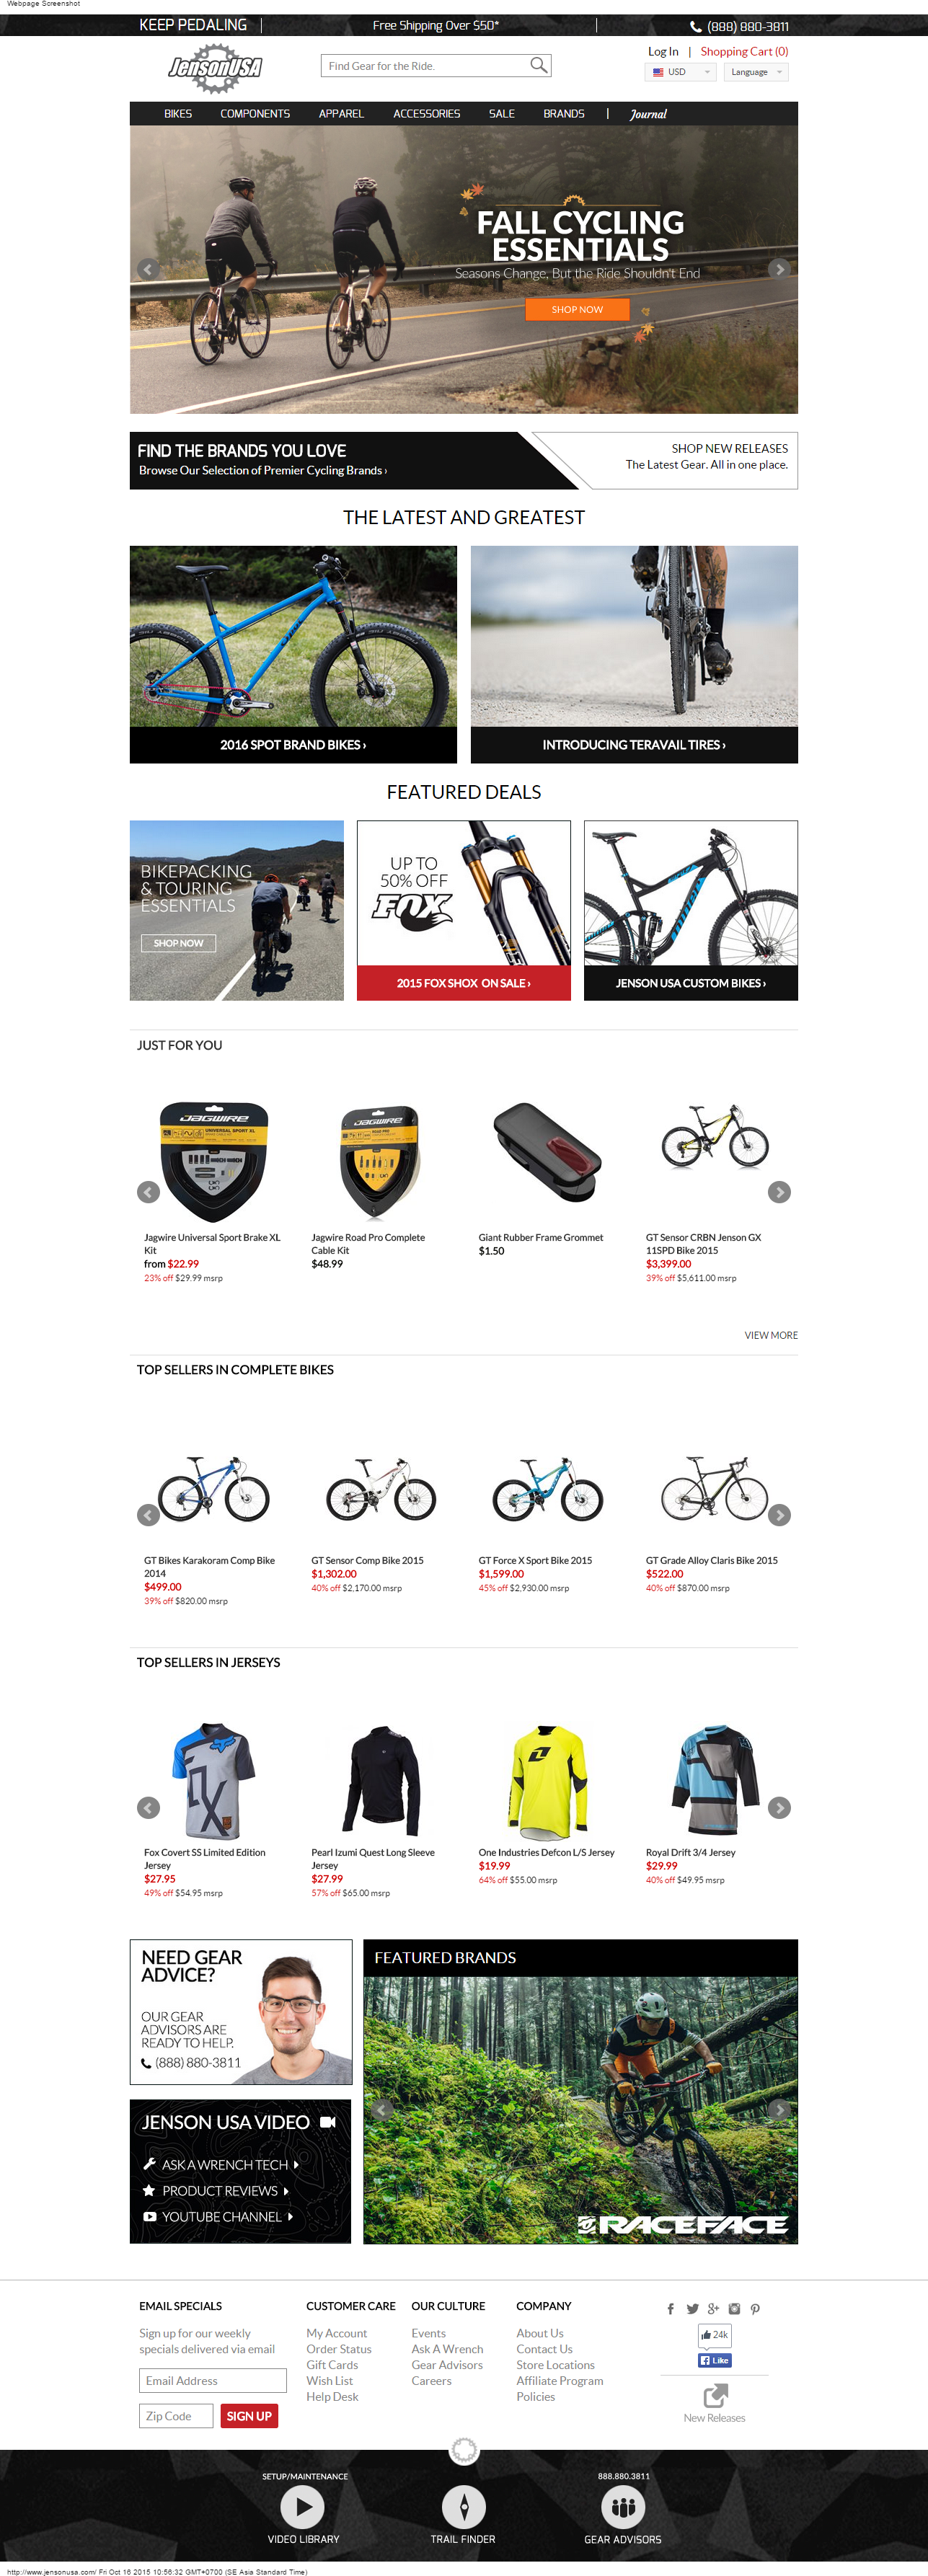 Webpage Screenshot
KEEP PEDALING
Free Shipping Over $50*
(888) 880-3811
JensonUSA
Find Gear for the Ride.
Log In | Shopping Cart (0)
USD
Language
BIKES COMPONENTS APPAREL ACCESSORIES SALE BRANDS | Journal
FALL CYCLING
ESSENTIALS
Seasons Change, But the Ride Shouldn't End
SHOP NOW
FIND THE BRANDS YOU LOVE
Browse Our Selection of Premier Cycling Brands ›
SHOP NEW RELEASES
The Latest Gear. All in one place.
THE LATEST AND GREATEST
2016 SPOT BRAND BIKES ›
INTRODUCING TERAVAIL TIRES ›
FEATURED DEALS
BIKEPACKING
& TOURING
ESSENTIALS
SHOP NOW
UP TO
50% OFF
FOX
2015 FOX SHOX ON SALE ›
JENSON USA CUSTOM BIKES ›
JUST FOR YOU
JAGWIRE
UNIVERSAL SPORT XL
JAGWIRE
ROAD PRO
Jagwire Universal Sport Brake XL
Kit
from $22.99
23% off $29.99 msrp
Jagwire Road Pro Complete
Cable Kit
$48.99
Giant Rubber Frame Grommet
$1.50
GT Sensor CRBN Jenson GX
11SPD Bike 2015
$3,399.00
39% off $5,611.00 msrp
VIEW MORE
TOP SELLERS IN COMPLETE BIKES
GT Bikes Karakoram Comp Bike
2014
$499.00
39% off $820.00 msrp
GT Sensor Comp Bike 2015
$1,302.00
40% off $2,170.00 msrp
GT Force X Sport Bike 2015
$1,599.00
45% off $2,930.00 msrp
GT Grade Alloy Claris Bike 2015
$522.00
40% off $870.00 msrp
TOP SELLERS IN JERSEYS
Fox Covert SS Limited Edition
Jersey
$27.95
49% off $54.95 msrp
Pearl Izumi Quest Long Sleeve
Jersey
$27.99
57% off $65.00 msrp
One Industries Defcon L/S Jersey
$19.99
64% off $55.00 msrp
Royal Drift 3/4 Jersey
$29.99
40% off $49.95 msrp
NEED GEAR
ADVICE?
OUR GEAR
ADVISORS ARE
READY TO HELP.
(888) 880-3811
JENSON USA VIDEO
ASK A WRENCH TECH
PRODUCT REVIEWS
YOUTUBE CHANNEL
FEATURED BRANDS
RACEFACE
EMAIL SPECIALS
Sign up for our weekly
specials delivered via email
Email Address
Zip Code
SIGN UP
CUSTOMER CARE
My Account
Order Status
Gift Cards
Wish List
Help Desk
OUR CULTURE
Events
Ask A Wrench
Gear Advisors
Careers
COMPANY
About Us
Contact Us
Store Locations
Affiliate Program
Policies
24k
Like
New Releases
SETUP/MAINTENANCE
VIDEO LIBRARY
TRAIL FINDER
888.880.3811
GEAR ADVISORS
http://www.jensonusa.com/ Fri Oct 16 2015 10:56:32 GMT+0700 (SE Asia Standard Time)